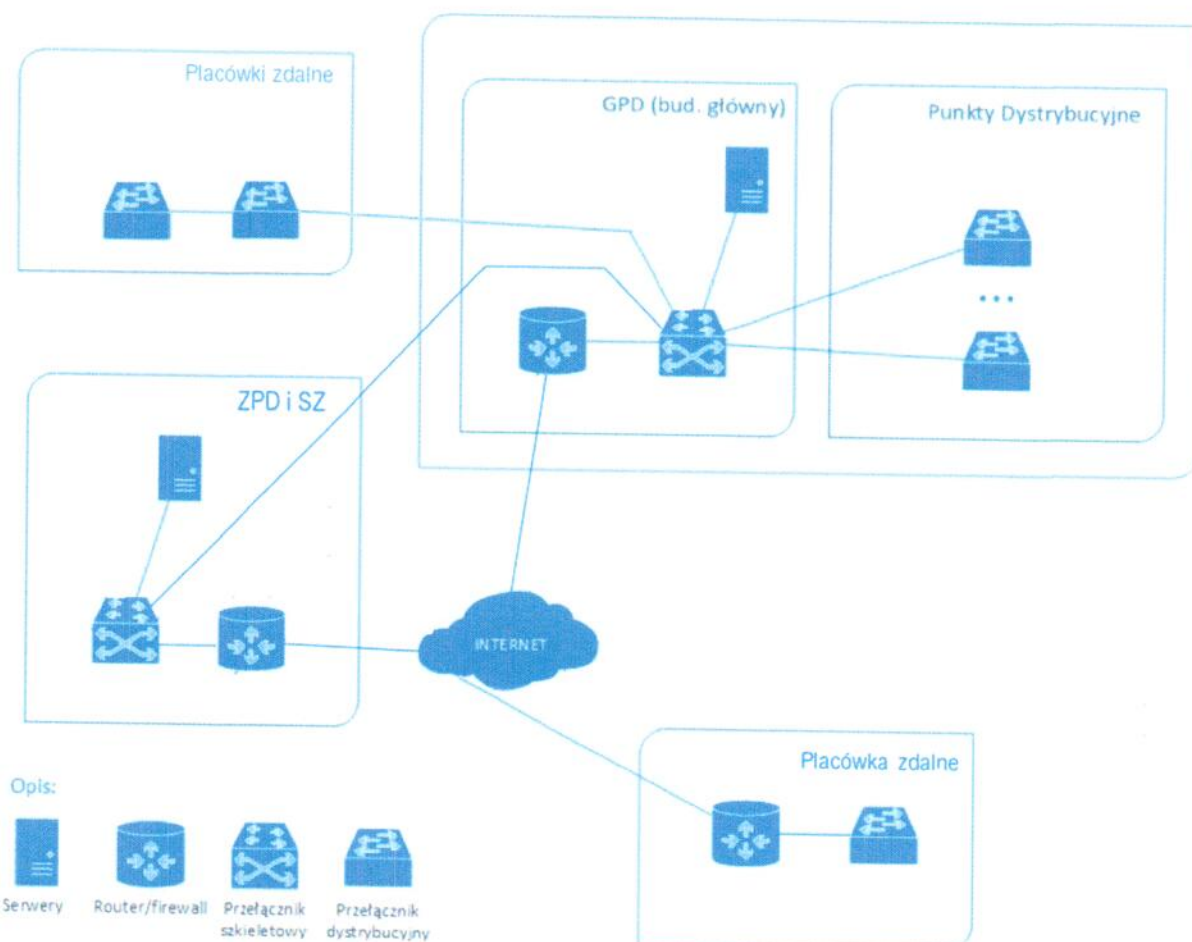 Placówki zdalne
GPD (bud. główny)
Punkty Dystrybucyjne
...
ZPD i SZ
INTERNET
Placówka zdalne
Opis:
Serwery
Router/firewall
Przełącznik
szkieletowy
Przełącznik
dystrybucyjny